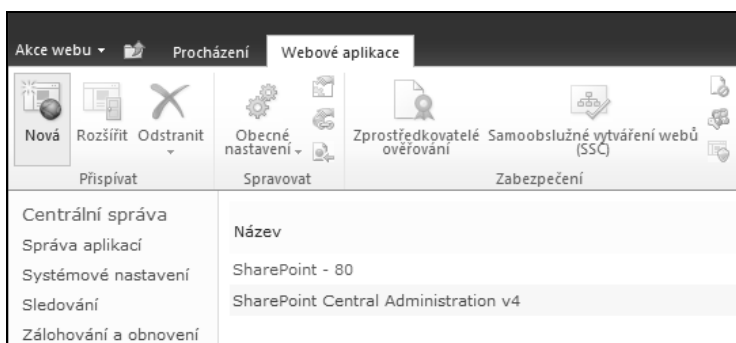 Akce webu Procházení Webové aplikace
Nová Rozšířit Odstranit Obecné nastavení Zprostředkovatelé ověřování Samoobslužné vytváření webů (SSC)
Přispívat Spravovat Zabezpečení
Centrální správa
Správa aplikací
Systémové nastavení
Sledování
Zálohování a obnovení
Název
SharePoint - 80
SharePoint Central Administration v4